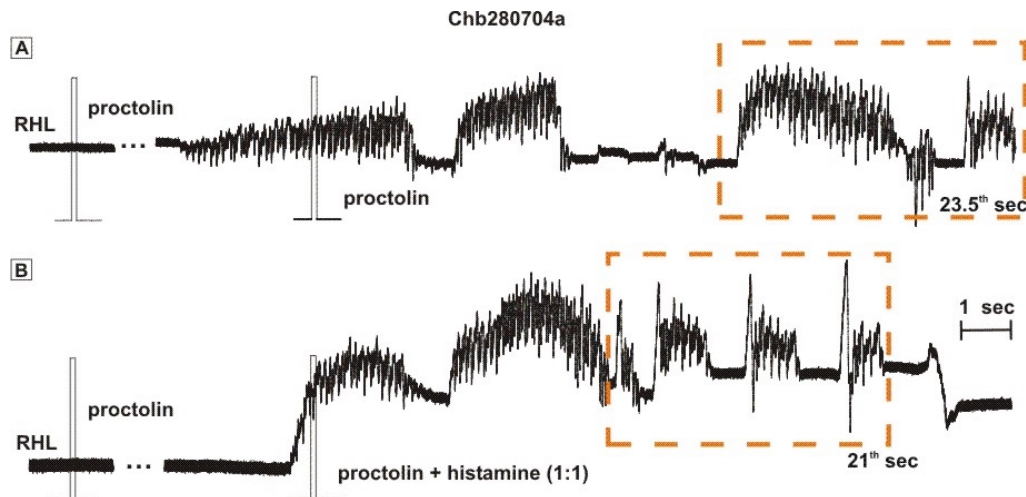 Chb280704a
A
proctolin
RHL
...
proctolin
23.5th sec
B
1 sec
proctolin
RHL
...
proctolin + histamine (1:1)
21th sec